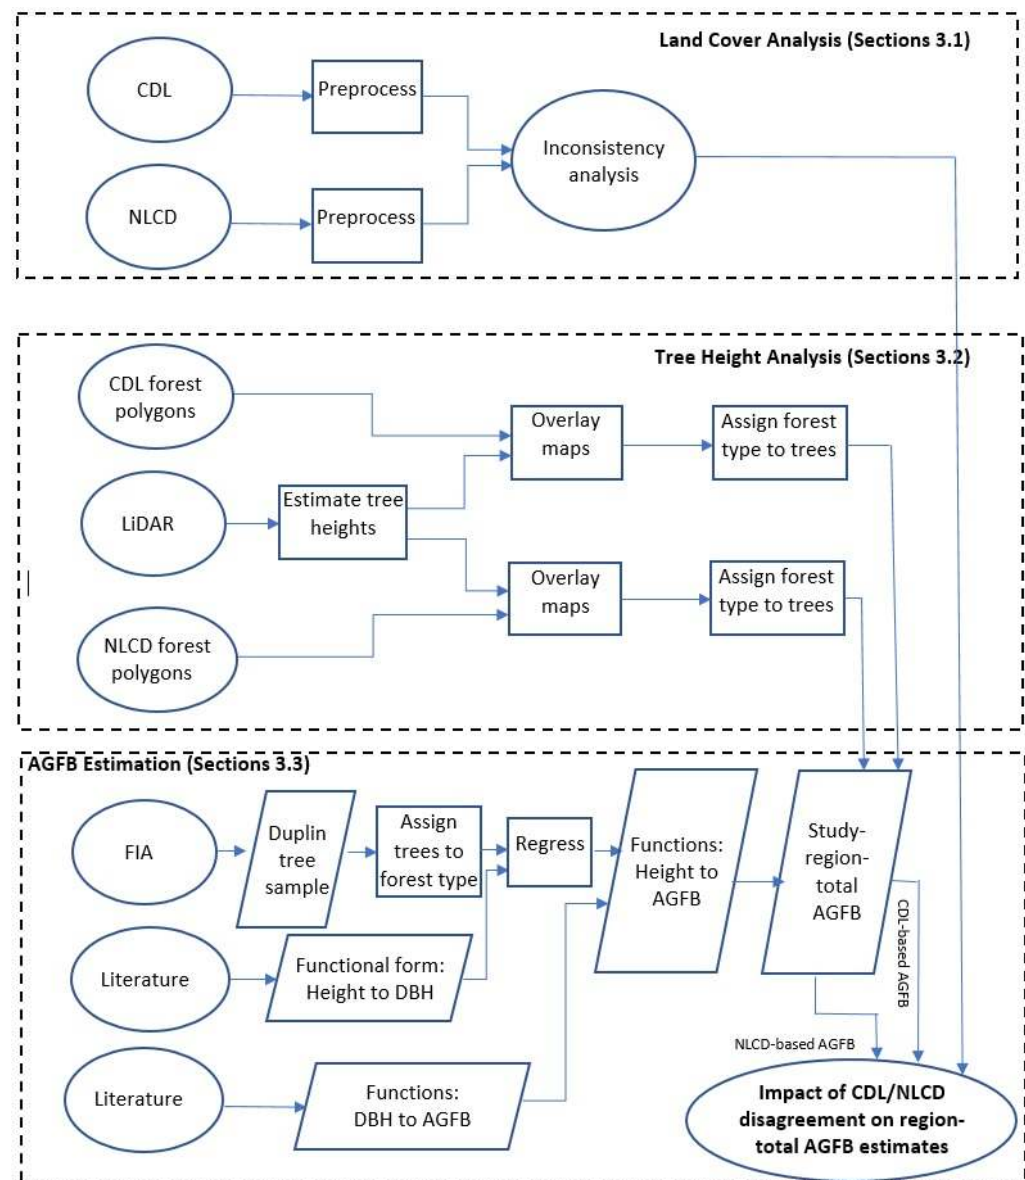 Land Cover Analysis (Sections 3.1)
CDL
Preprocess
Inconsistency
analysis
NLCD
Preprocess
Tree Height Analysis (Sections 3.2)
CDL forest
polygons
Overlay
maps
Assign forest
type to trees
LiDAR
Estimate tree
heights
Overlay
maps
Assign forest
type to trees
NLCD forest
polygons
AGFB Estimation (Sections 3.3)
FIA
Duplin
tree
sample
Assign
trees to
forest type
Regress
Functions:
Height to
AGFB
Study-
region-
total
AGFB
Literature
Functional form:
Height to DBH
CDL-based AGFB
NLCD-based AGFB
Literature
Functions:
DBH to AGFB
Impact of CDL/NLCD
disagreement on region-
total AGFB estimates